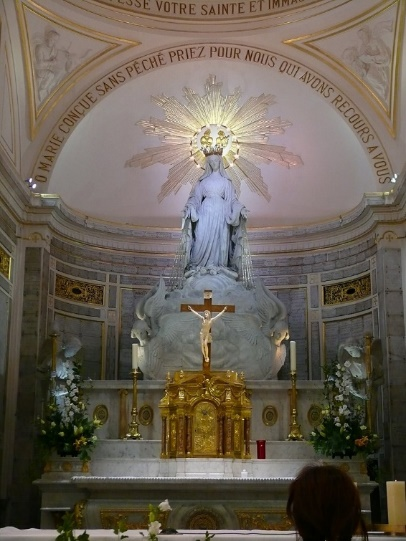 ESSE VOTRE SAINTE ET IMMA
Ô MARIE CONÇUE SANS PÉCHÉ PRIEZ POUR NOUS QUI AVONS RECOURS A VOUS